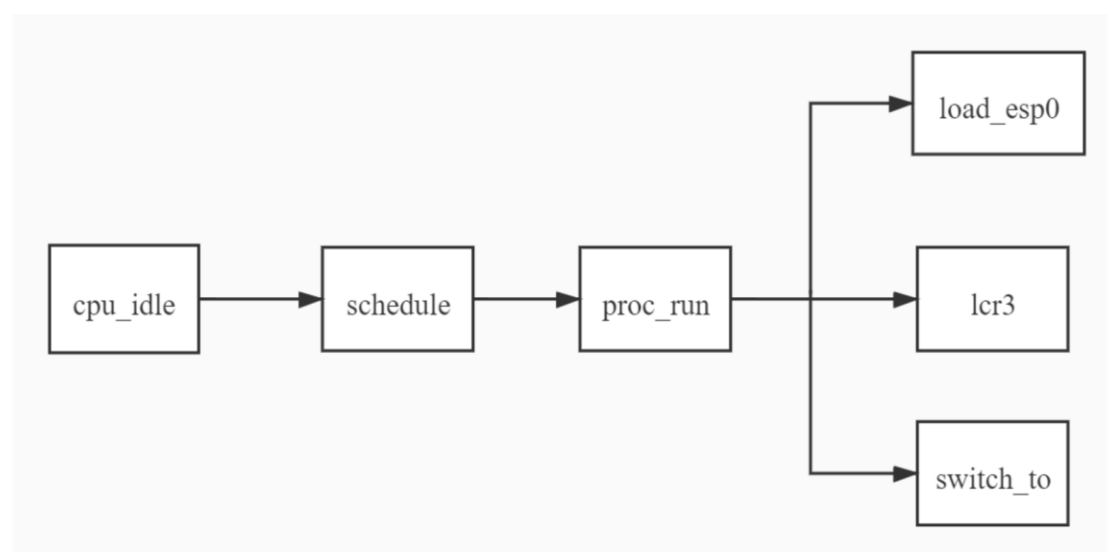 load_esp0
cpu_idle
schedule
proc_run
lcr3
switch_to